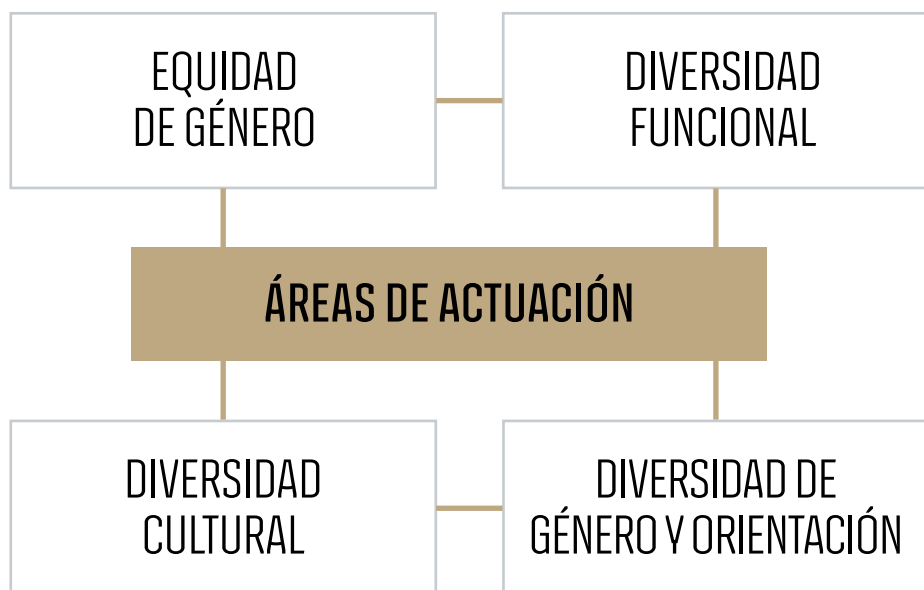 EQUIDAD
DE GÉNERO
DIVERSIDAD
FUNCIONAL
ÁREAS DE ACTUACIÓN
DIVERSIDAD
CULTURAL
DIVERSIDAD DE
GÉNERO Y ORIENTACIÓN